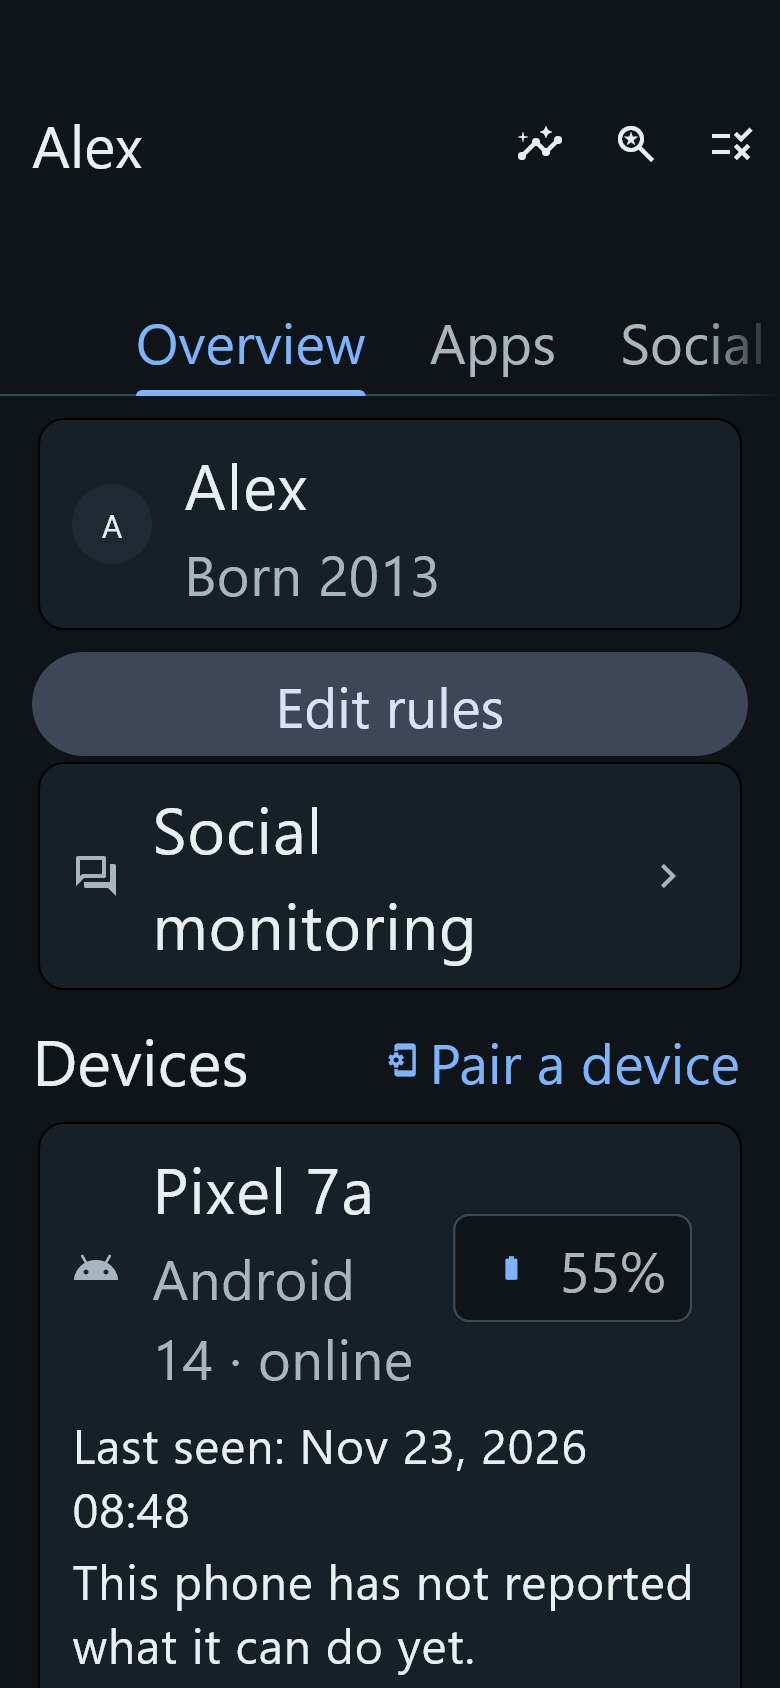 Alex
Overview
Apps
Social
A
Alex
Born 2013
Edit rules
Social
monitoring
Devices
Pair a device
Pixel 7a
Android
14 · online
55%
Last seen: Nov 23, 2026
08:48
This phone has not reported
what it can do yet.